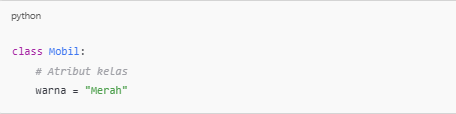 python
class Mobil:
    # Atribut kelas
    warna = "Merah"